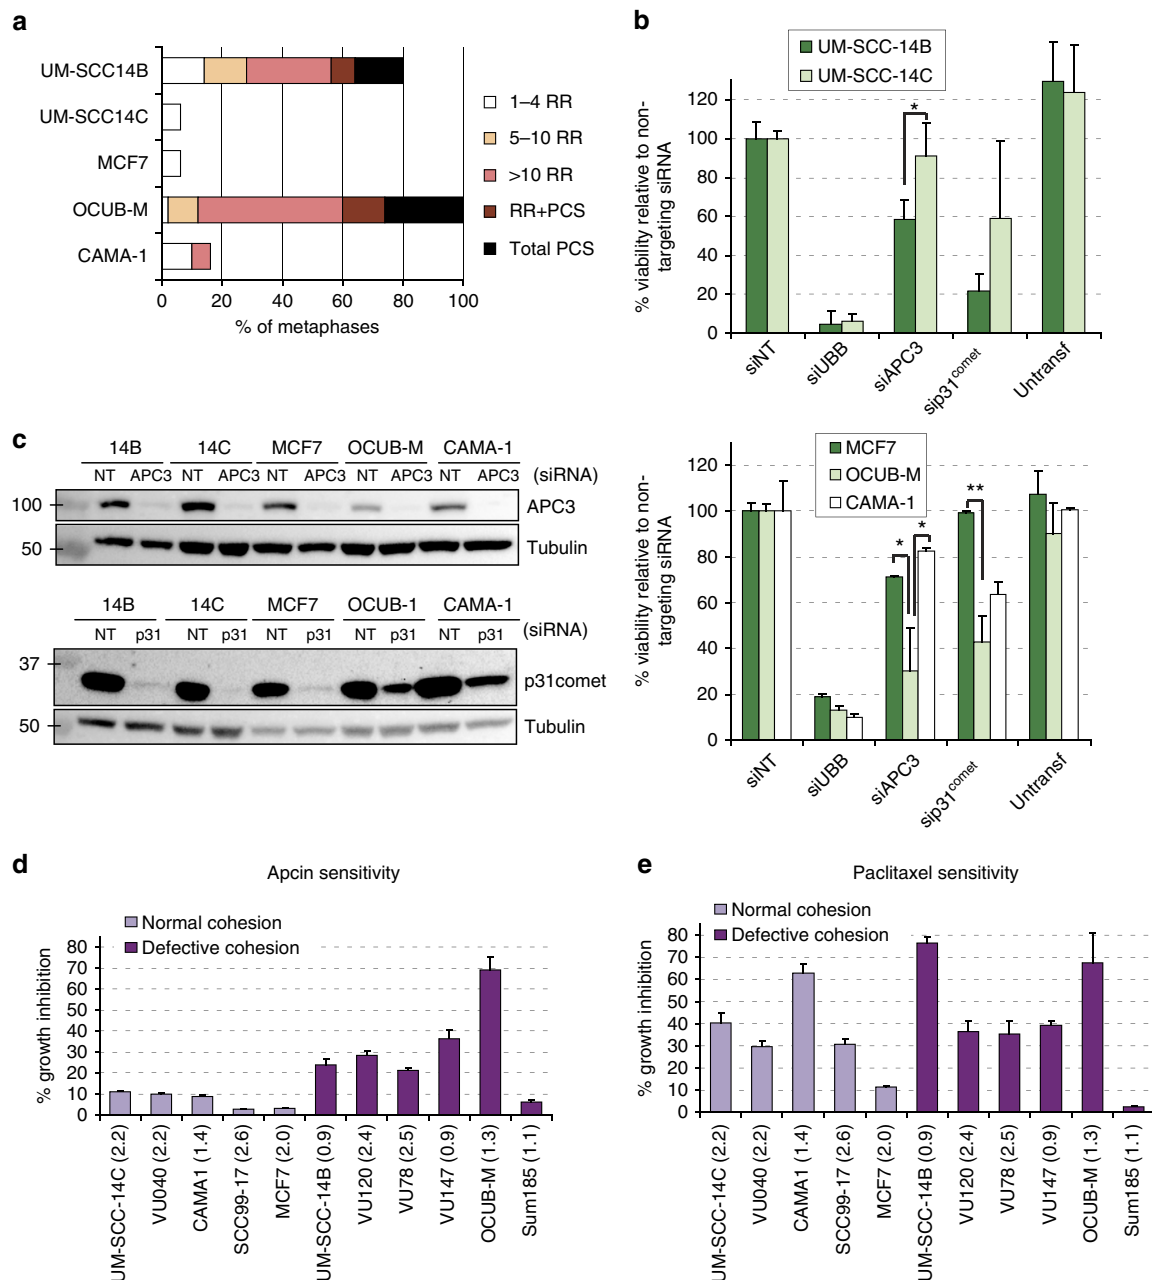 a
UM-SCC14B
UM-SCC14C
MCF7
OCUB-M
CAMA-1
0 20 40 60 80 100
% of metaphases
1–4 RR
5–10 RR
>10 RR
RR+PCS
Total PCS
b
UM-SCC-14B
UM-SCC-14C
% viability relative to non-
targeting siRNA
120
100
80
60
40
20
0
*
siNT siUBB siAPC3 sip31comet Untransf
c
14B 14C MCF7 OCUB-M CAMA-1
NT APC3 NT APC3 NT APC3 NT APC3 NT APC3 (siRNA)
100 APC3
50 Tubulin
14B 14C MCF7 OCUB-1 CAMA-1
NT p31 NT p31 NT p31 NT p31 NT p31 (siRNA)
37
p31comet
50 Tubulin
MCF7
OCUB-M
CAMA-1
% viability relative to non-
targeting siRNA
120
100
80
60
40
20
0
* * **
siNT siUBB siAPC3 sip31comet Untransf
d
Apcin sensitivity
Normal cohesion
Defective cohesion
% growth inhibition
80
70
60
50
40
30
20
10
0
UM-SCC-14C (2.2)
VU040 (2.2)
CAMA1 (1.4)
SCC99-17 (2.6)
MCF7 (2.0)
UM-SCC-14B (0.9)
VU120 (2.4)
VU78 (2.5)
VU147 (0.9)
OCUB-M (1.3)
Sum185 (1.1)
e
Paclitaxel sensitivity
Normal cohesion
Defective cohesion
% growth inhibition
80
70
60
50
40
30
20
10
0
UM-SCC-14C (2.2)
VU040 (2.2)
CAMA1 (1.4)
SCC99-17 (2.6)
MCF7 (2.0)
UM-SCC-14B (0.9)
VU120 (2.4)
VU78 (2.5)
VU147 (0.9)
OCUB-M (1.3)
Sum185 (1.1)